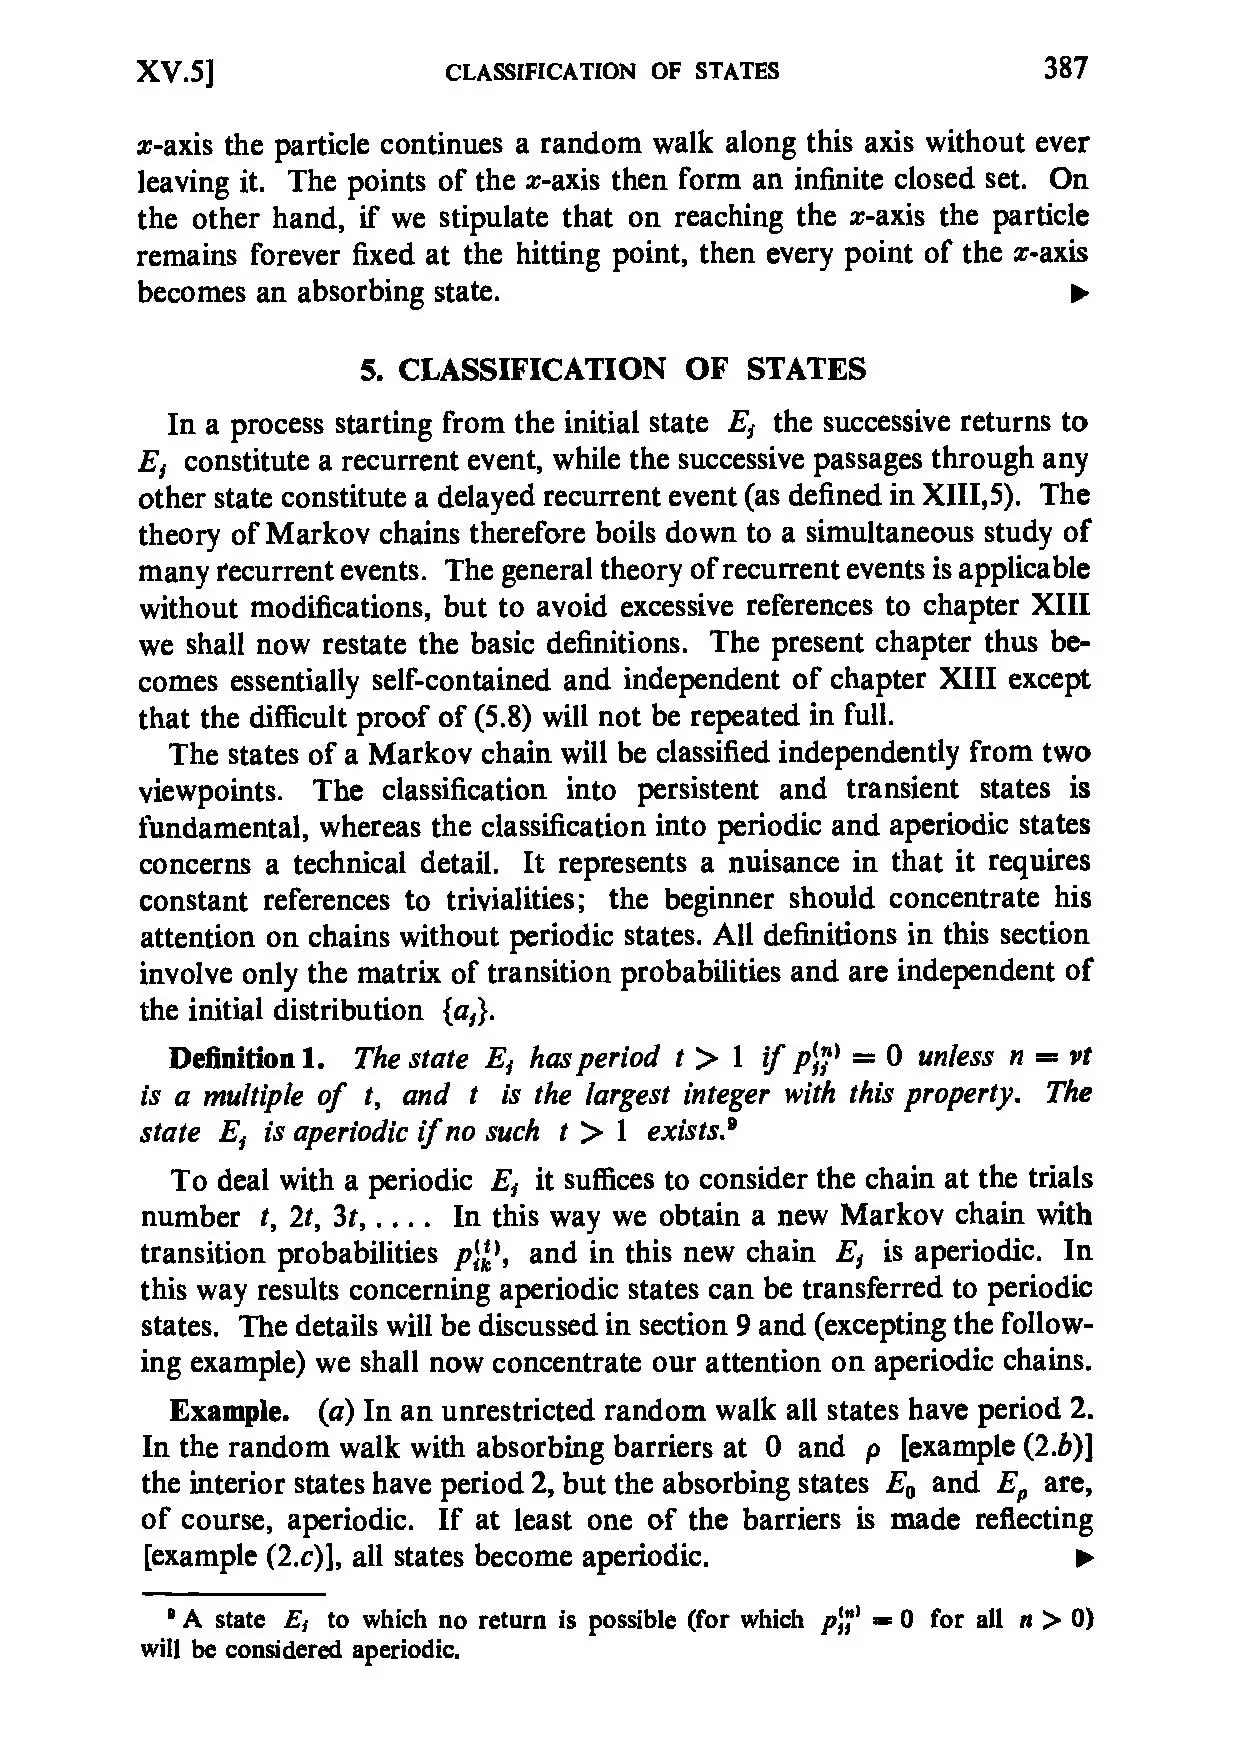 XV.5] CLASSIFICATION OF STATES 387
x-axis the particle continues a random walk along this axis without ever
leaving it. The points of the x-axis then form an infinite closed set. On
the other hand, if we stipulate that on reaching the x-axis the particle
remains forever fixed at the hitting point, then every point of the x-axis
becomes an absorbing state. ►
5. CLASSIFICATION OF STATES
In a process starting from the initial state E_j the successive returns to
E_j constitute a recurrent event, while the successive passages through any
other state constitute a delayed recurrent event (as defined in XIII,5). The
theory of Markov chains therefore boils down to a simultaneous study of
many recurrent events. The general theory of recurrent events is applicable
without modifications, but to avoid excessive references to chapter XIII
we shall now restate the basic definitions. The present chapter thus be-
comes essentially self-contained and independent of chapter XIII except
that the difficult proof of (5.8) will not be repeated in full.
The states of a Markov chain will be classified independently from two
viewpoints. The classification into persistent and transient states is
fundamental, whereas the classification into periodic and aperiodic states
concerns a technical detail. It represents a nuisance in that it requires
constant references to trivialities; the beginner should concentrate his
attention on chains without periodic states. All definitions in this section
involve only the matrix of transition probabilities and are independent of
the initial distribution {a_j}.
Definition 1. The state E_j has period t > 1 if p_{jj}^{(n)} = 0 unless n = νt
is a multiple of t, and t is the largest integer with this property. The
state E_j is aperiodic if no such t > 1 exists.⁹
To deal with a periodic E_j it suffices to consider the chain at the trials
number t, 2t, 3t, . . . . In this way we obtain a new Markov chain with
transition probabilities p_{ik}^{(t)}, and in this new chain E_j is aperiodic. In
this way results concerning aperiodic states can be transferred to periodic
states. The details will be discussed in section 9 and (excepting the follow-
ing example) we shall now concentrate our attention on aperiodic chains.
Example. (a) In an unrestricted random walk all states have period 2.
In the random walk with absorbing barriers at 0 and ρ [example (2.b)]
the interior states have period 2, but the absorbing states E_0 and E_ρ are,
of course, aperiodic. If at least one of the barriers is made reflecting
[example (2.c)], all states become aperiodic. ►
⁹ A state E_j to which no return is possible (for which p_{jj}^{(n)} = 0 for all n > 0)
will be considered aperiodic.